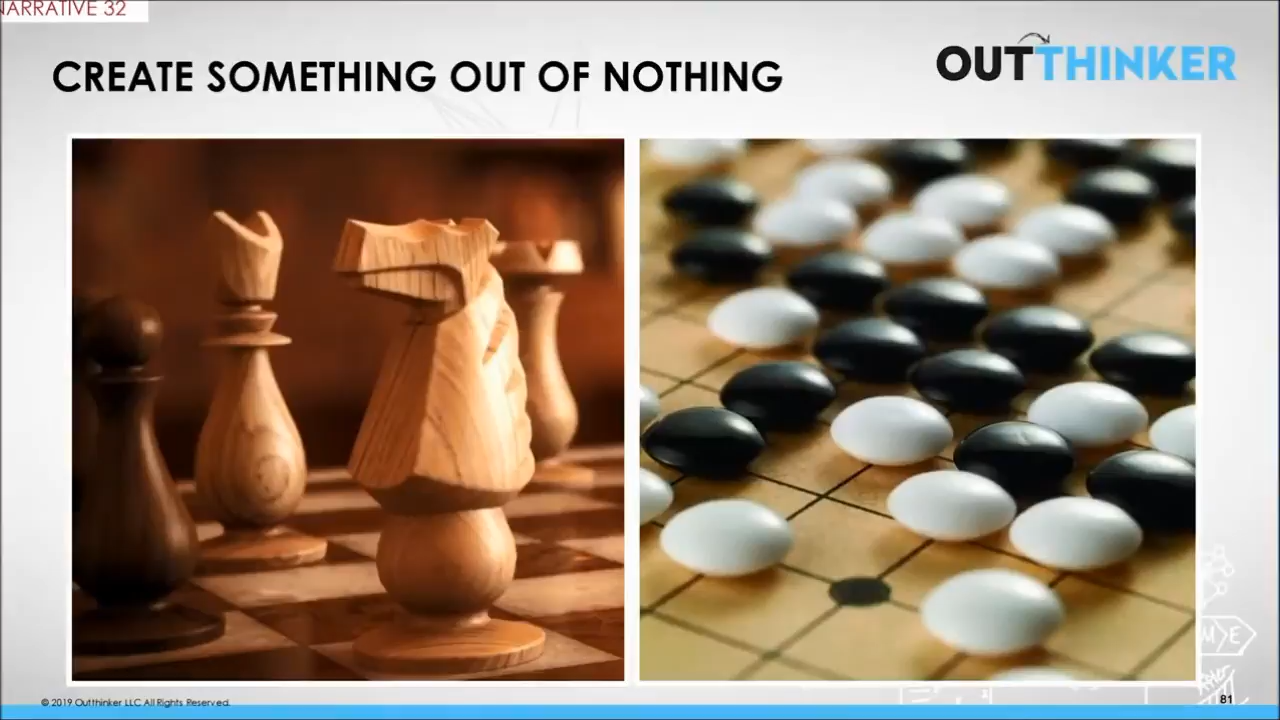 NARRATIVE 32
CREATE SOMETHING OUT OF NOTHING
OUTTHINKER
M>E
© 2019 Outthinker LLC All Rights Reserved.
81